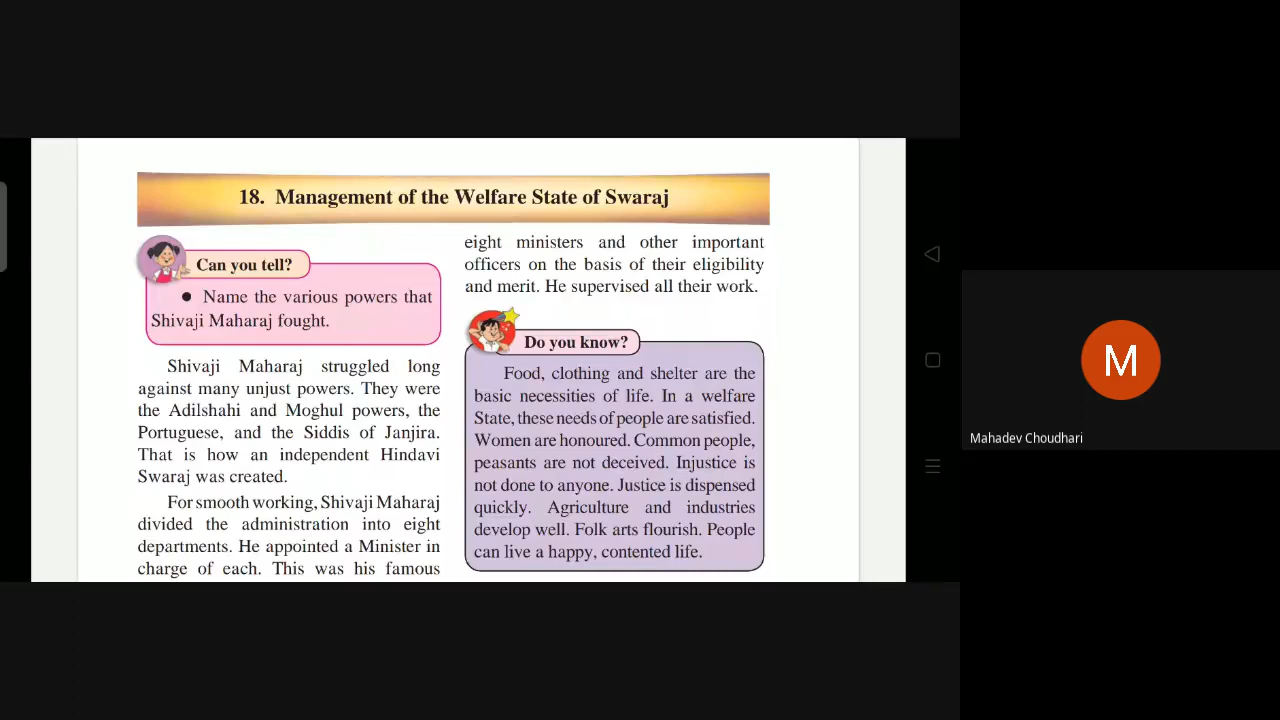 18. Management of the Welfare State of Swaraj
Can you tell?
● Name the various powers that
Shivaji Maharaj fought.
Shivaji Maharaj struggled long
against many unjust powers. They were
the Adilshahi and Moghul powers, the
Portuguese, and the Siddis of Janjira.
That is how an independent Hindavi
Swaraj was created.
For smooth working, Shivaji Maharaj
divided the administration into eight
departments. He appointed a Minister in
charge of each. This was his famous
eight ministers and other important
officers on the basis of their eligibility
and merit. He supervised all their work.
Do you know?
Food, clothing and shelter are the
basic necessities of life. In a welfare
State, these needs of people are satisfied.
Women are honoured. Common people,
peasants are not deceived. Injustice is
not done to anyone. Justice is dispensed
quickly. Agriculture and industries
develop well. Folk arts flourish. People
can live a happy, contented life.
M
Mahadev Choudhari